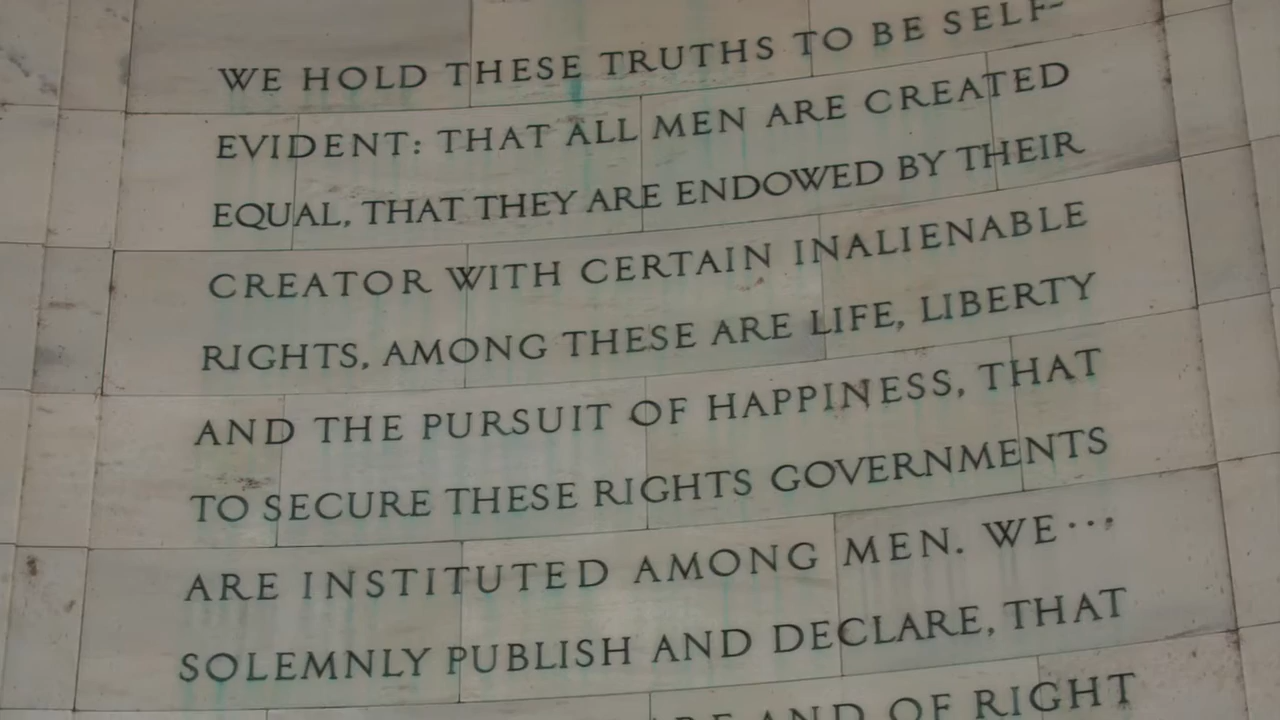 WE HOLD THESE TRUTHS TO BE SELF-
EVIDENT: THAT ALL MEN ARE CREATED
EQUAL, THAT THEY ARE ENDOWED BY THEIR
CREATOR WITH CERTAIN INALIENABLE
RIGHTS, AMONG THESE ARE LIFE, LIBERTY
AND THE PURSUIT OF HAPPINESS, THAT
TO SECURE THESE RIGHTS GOVERNMENTS
ARE INSTITUTED AMONG MEN. WE···
SOLEMNLY PUBLISH AND DECLARE, THAT
AND OF RIGHT